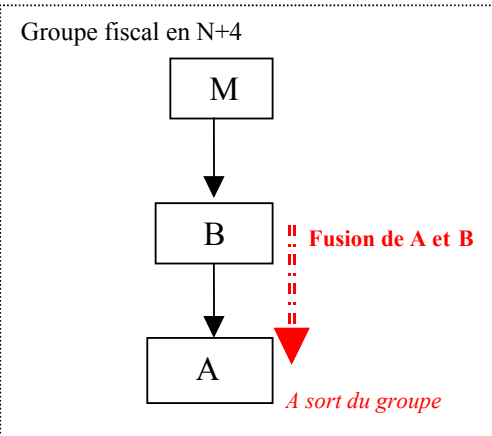 Groupe fiscal en N+4
M
B
Fusion de A et B
A
A sort du groupe